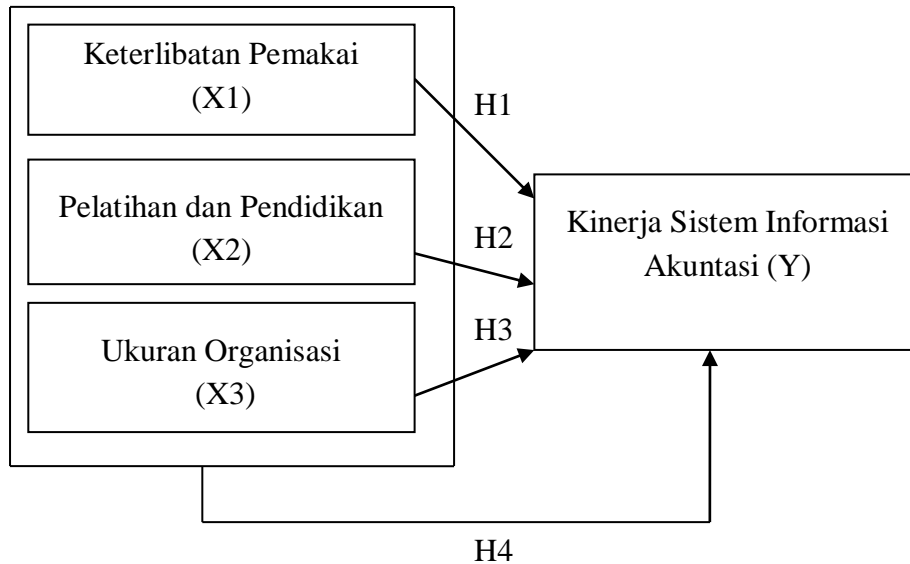 Keterlibatan Pemakai
(X1)
H1
Pelatihan dan Pendidikan
(X2)
H2
Kinerja Sistem Informasi
Akuntasi (Y)
H3
Ukuran Organisasi
(X3)
H4